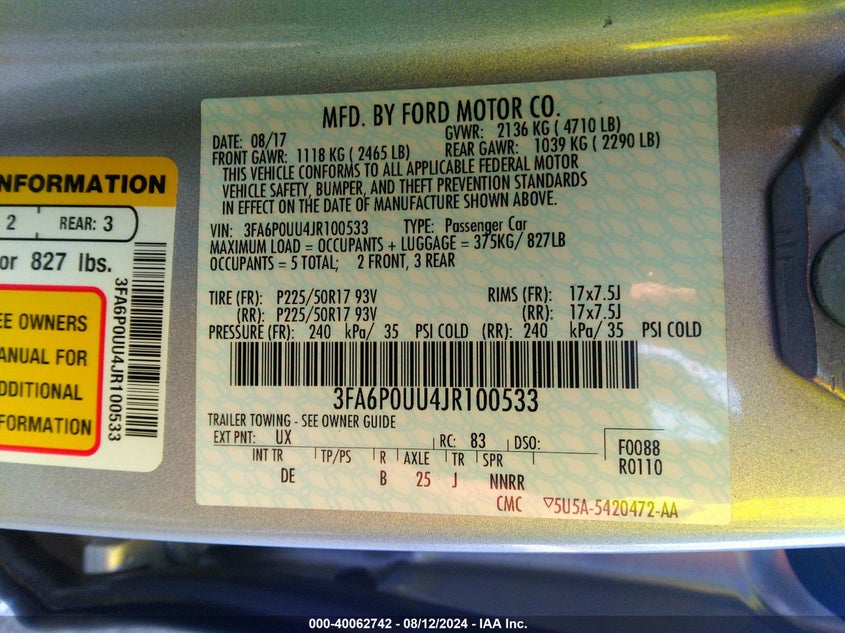 NFORMATION
2 REAR: 3
or 827 lbs.
EE OWNERS
ANUAL FOR
DDITIONAL
FORMATION
3FA6P0UU4JR100533
MFD. BY FORD MOTOR CO.
DATE: 08/17 GVWR: 2136 KG ( 4710 LB)
FRONT GAWR: 1118 KG ( 2465 LB) REAR GAWR: 1039 KG ( 2290 LB)
THIS VEHICLE CONFORMS TO ALL APPLICABLE FEDERAL MOTOR
VEHICLE SAFETY, BUMPER, AND THEFT PREVENTION STANDARDS
IN EFFECT ON THE DATE OF MANUFACTURE SHOWN ABOVE.
VIN: 3FA6P0UU4JR100533 TYPE: Passenger Car
MAXIMUM LOAD = OCCUPANTS + LUGGAGE = 375KG/ 827LB
OCCUPANTS = 5 TOTAL; 2 FRONT, 3 REAR
TIRE (FR): P225/50R17 93V RIMS (FR): 17x7.5J
(RR): P225/50R17 93V (RR): 17x7.5J
PRESSURE (FR): 240 kPa/ 35 PSI COLD (RR): 240 kPa/ 35 PSI COLD
3FA6P0UU4JR100533
TRAILER TOWING - SEE OWNER GUIDE
EXT PNT: UX RC: 83 DSO: F0088
INT TR TP/PS R AXLE TR SPR R0110
DE B 25 J NNRR
CMC ▽5U5A-5420472-AA
000-40062742 - 08/12/2024 - IAA Inc.